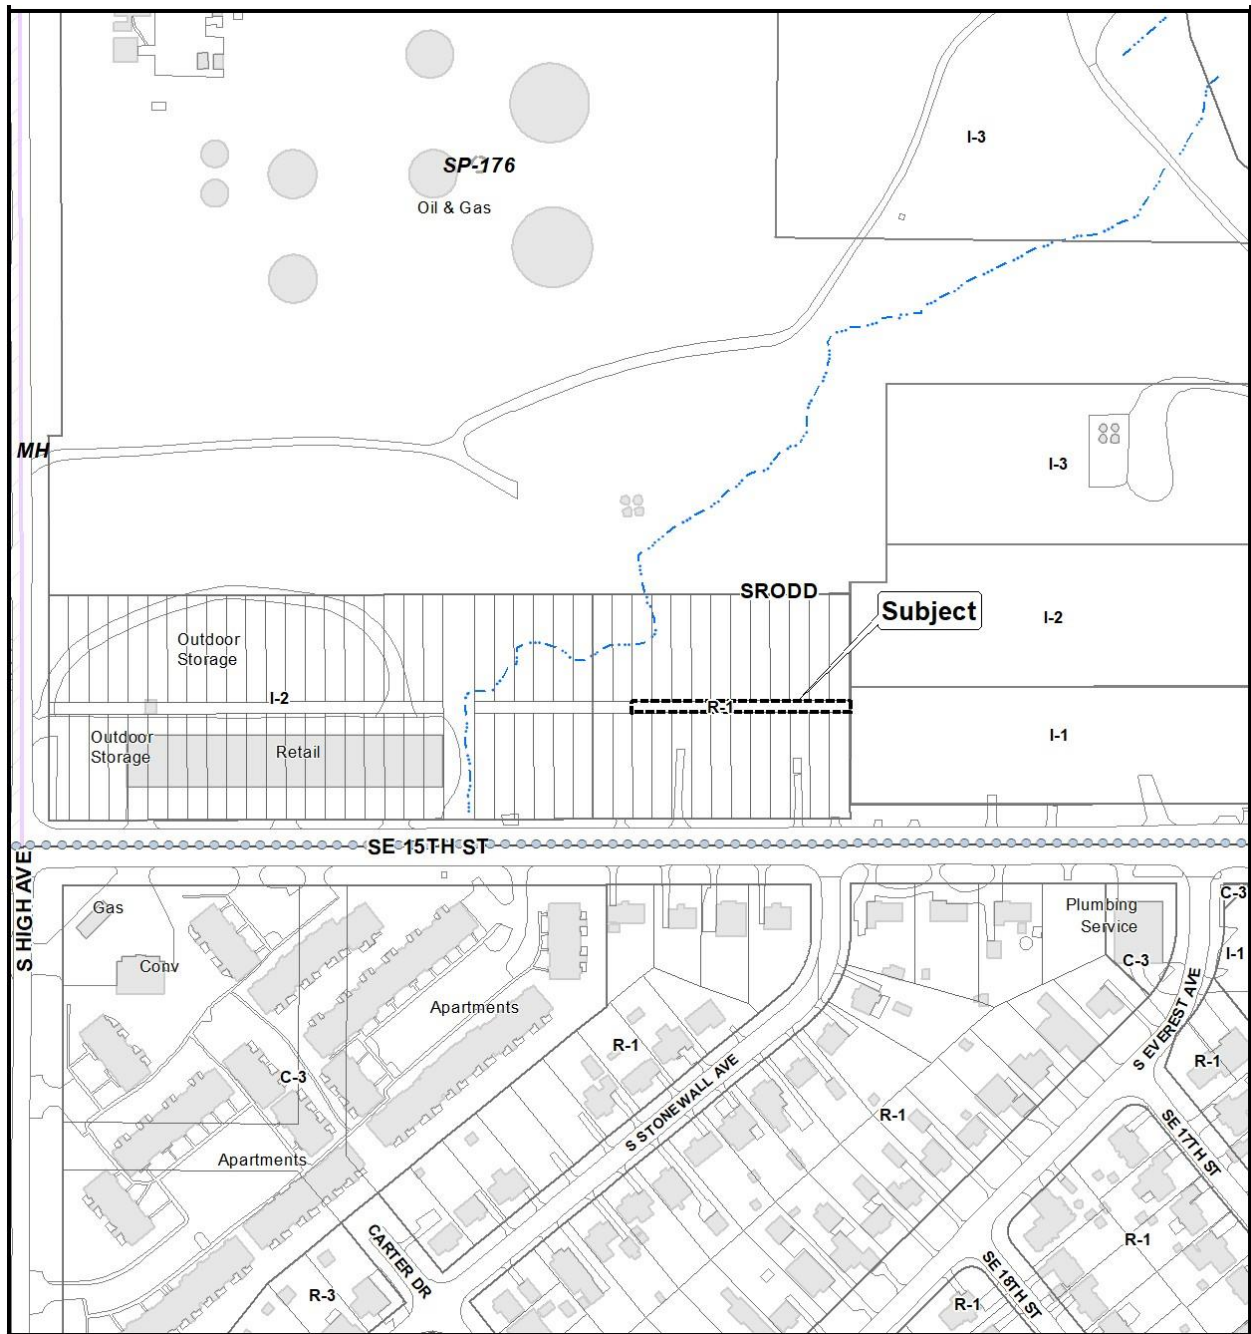 I-3
SP-176
Oil & Gas
MH
I-3
SRODD
Subject
I-2
Outdoor
Storage
I-2
R-1
Outdoor
Storage
Retail
I-1
SE 15TH ST
S HIGH AVE
Gas
Conv
Apartments
Plumbing
Service
C-3
C-3
I-1
R-1
S STONEWALL AVE
S EVEREST AVE
C-3
R-1
R-1
SE 17TH ST
Apartments
CARTER DR
R-1
SE 18TH ST
R-3
R-1